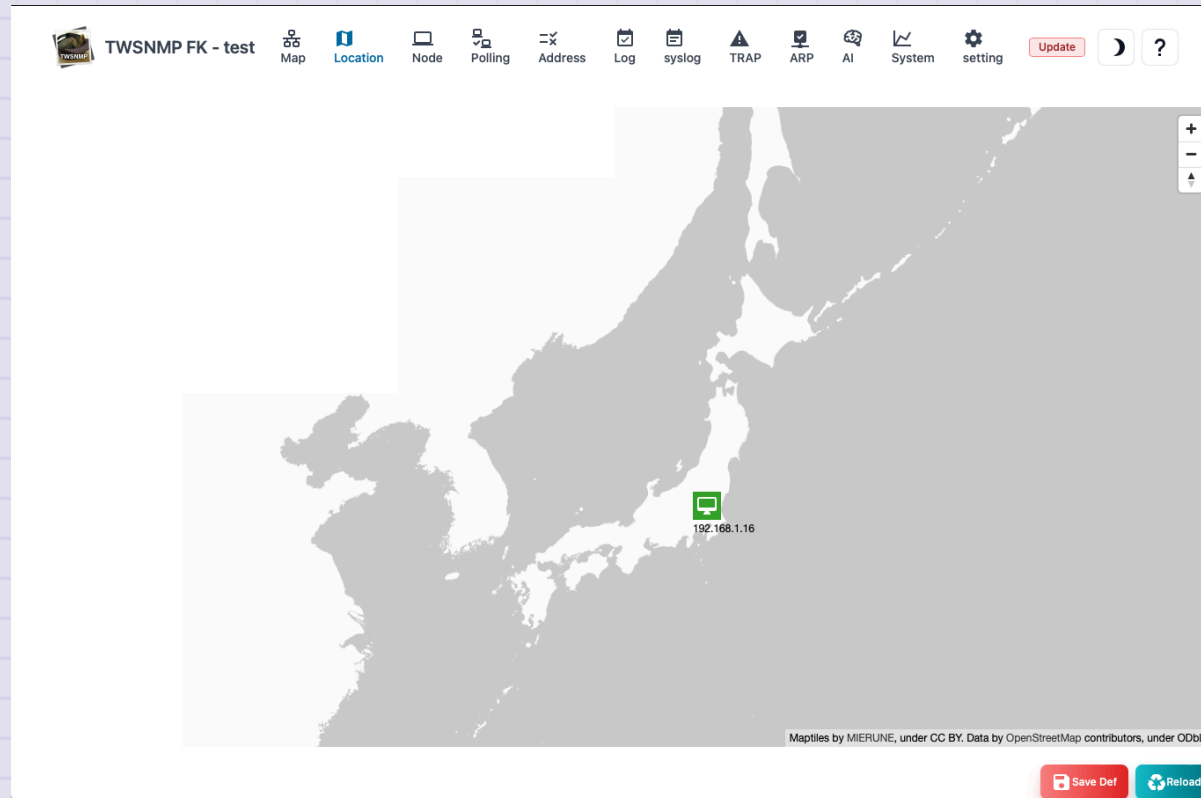 TWSNMP
TWSNMP FK - test
Map
Location
Node
Polling
Address
Log
syslog
TRAP
ARP
AI
System
setting
Update
?
192.168.1.16
Maptiles by MIERUNE, under CC BY. Data by OpenStreetMap contributors, under ODbl
Save Def
Reload